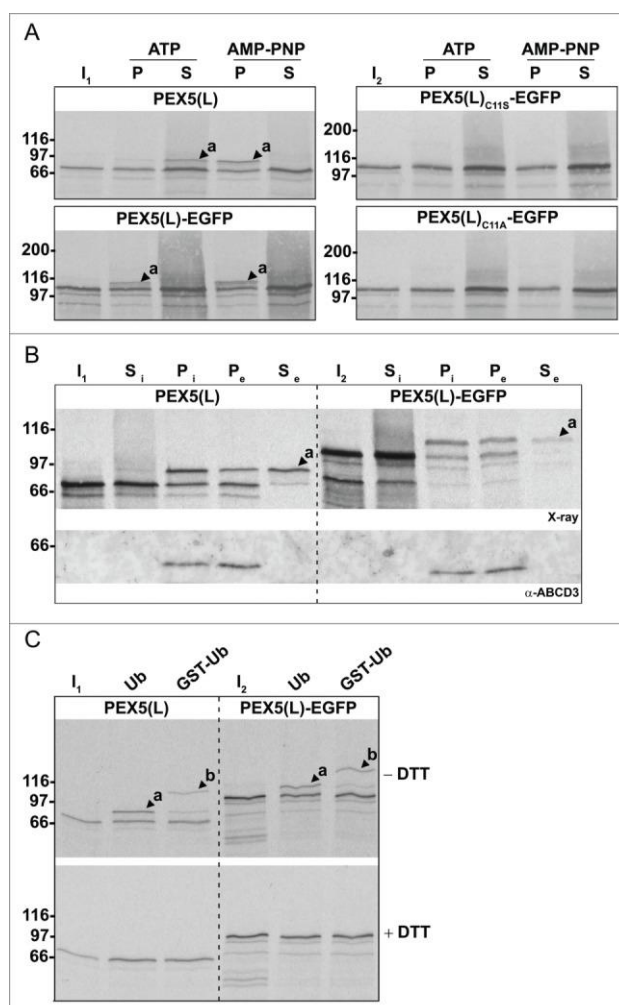 A
ATP AMP-PNP ATP AMP-PNP
I1 P S P S I2 P S P S
PEX5(L) PEX5(L)C11S-EGFP
116 97 66 a a 200 116 97
PEX5(L)-EGFP PEX5(L)C11A-EGFP
200 116 97 a a 200 116 97
B
I1 Si Pi Pe Se I2 Si Pi Pe Se
PEX5(L) PEX5(L)-EGFP
116
97
66
a a
X-ray
66
α-ABCD3
C
I1 Ub GST-Ub I2 Ub GST-Ub
PEX5(L) PEX5(L)-EGFP
116
97
66
a b a b
– DTT
116
97
66
+ DTT